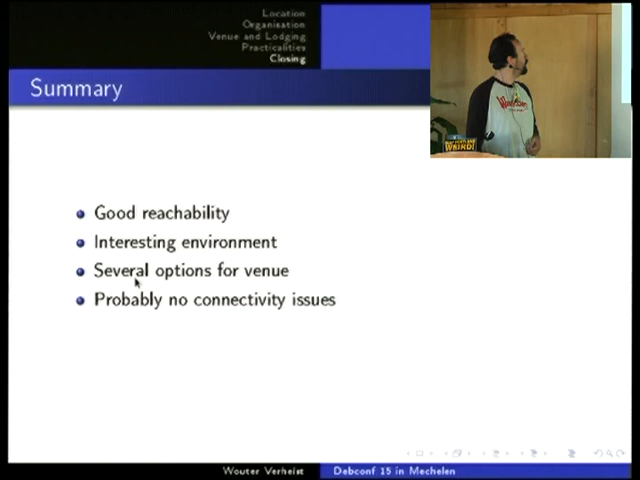 Location
Organisation
Venue and Lodging
Practicalities
Closing
Summary
Good reachability
Interesting environment
Several options for venue
Probably no connectivity issues
WEIRD!
Wouter Verhelst
Debconf 15 in Mechelen